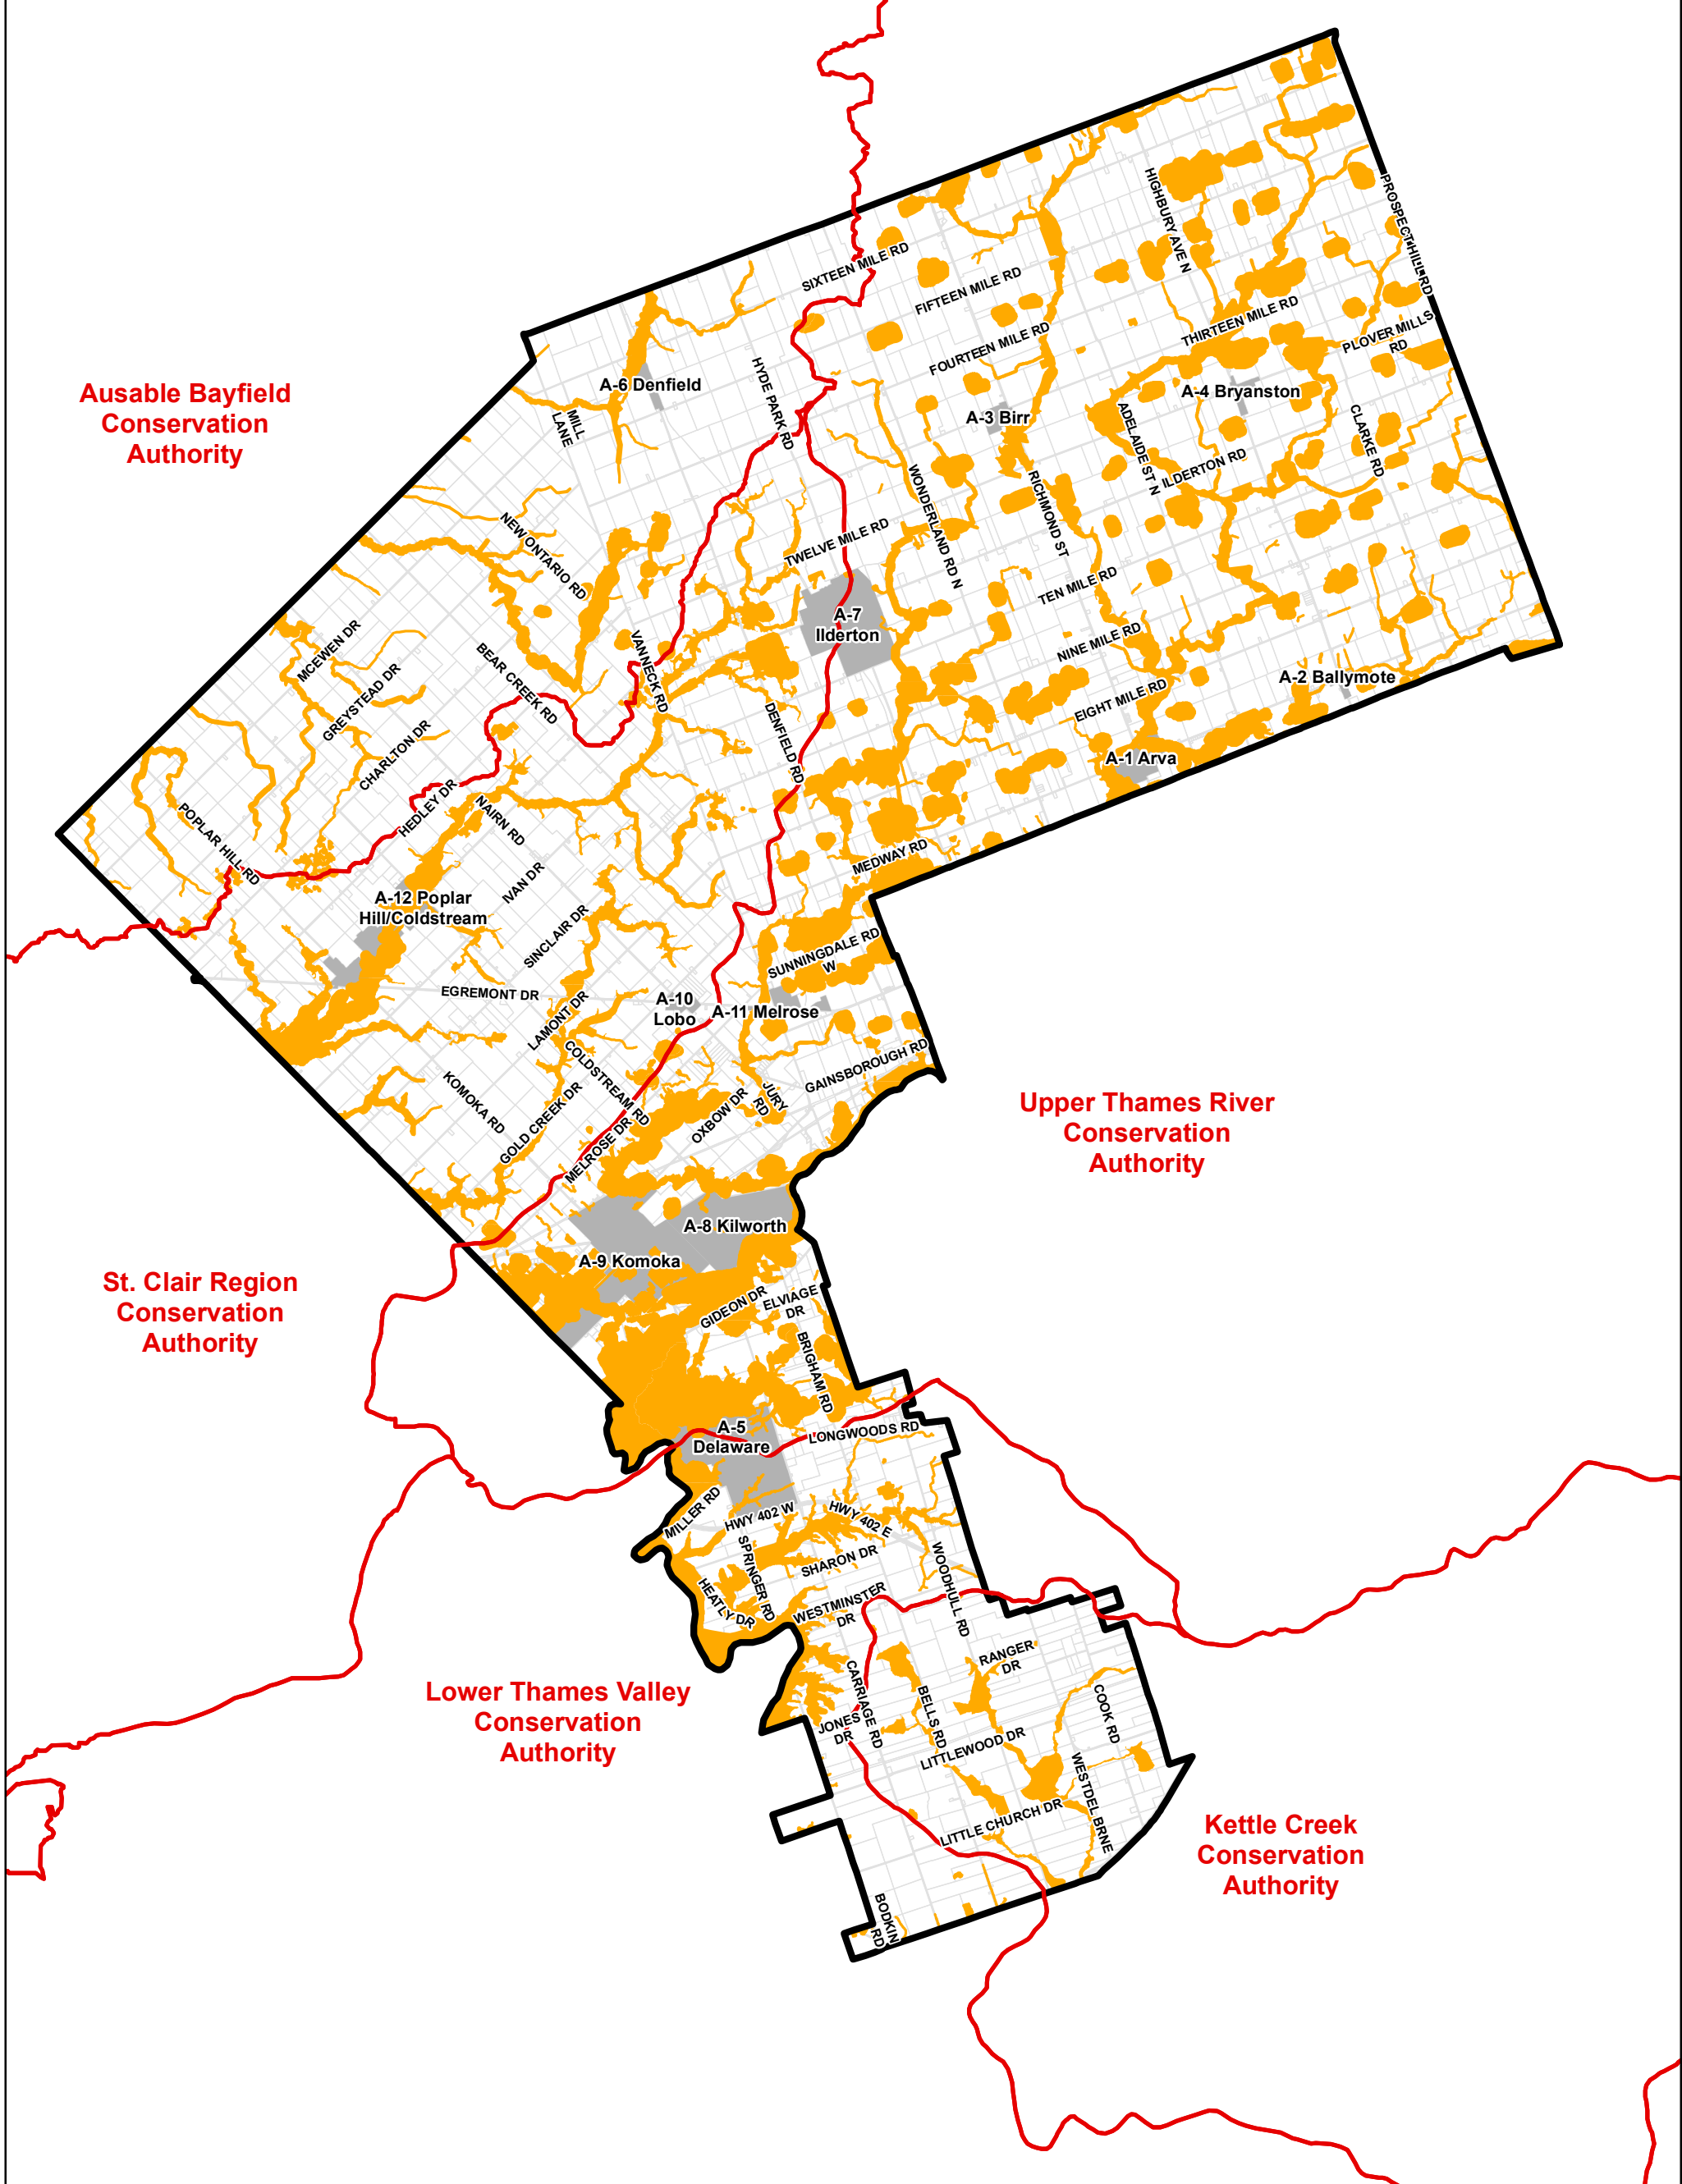 HIGHBURY AVE N
PROSPECT HILL RD
SIXTEEN MILE RD
FIFTEEN MILE RD
FOURTEEN MILE RD
THIRTEEN MILE RD
PLOVER MILLS
RD
Ausable Bayfield
Conservation
Authority
A-6 Denfield
HYDE PARK RD
MILL
LANE
A-3 Birr
A-4 Bryanston
ADELAIDE ST N
CLARKE RD
ILDERTON RD
WONDERLAND RD N
RICHMOND ST
NEW ONTARIO RD
TWELVE MILE RD
TEN MILE RD
A-7
Ilderton
NINE MILE RD
MCEWEN DR
GREYSTEAD DR
BEAR CREEK RD
VANNECK RD
A-2 Ballymote
EIGHT MILE RD
CHARLTON DR
DENFIELD RD
A-1 Arva
HEDLEY DR
NAIRN RD
POPLAR HILL RD
MEDWAY RD
IVAN DR
A-12 Poplar
Hill/Coldstream
SINCLAIR DR
SUNNINGDALE RD
W
EGREMONT DR
A-10
Lobo
A-11 Melrose
LAMONT DR
COLDSTREAM RD
GAINSBOROUGH RD
KOMOKA RD
GOLD CREEK DR
OXBOW DR
JURY
RD
MELROSE DR
Upper Thames River
Conservation
Authority
A-8 Kilworth
A-9 Komoka
St. Clair Region
Conservation
Authority
GIDEON DR
ELVIAGE
DR
BRIGHAM RD
A-5
Delaware
LONGWOODS RD
MILLER RD
HWY 402 W
HWY 402 E
SPRINGER RD
SHARON DR
WOODHULL RD
HEATLY DR
WESTMINSTER
DR
RANGER
DR
CARRIAGE RD
BELLS RD
COOK RD
Lower Thames Valley
Conservation
Authority
JONES
DR
LITTLEWOOD DR
WESTDEL BRNE
LITTLE CHURCH DR
Kettle Creek
Conservation
Authority
BODKIN
RD